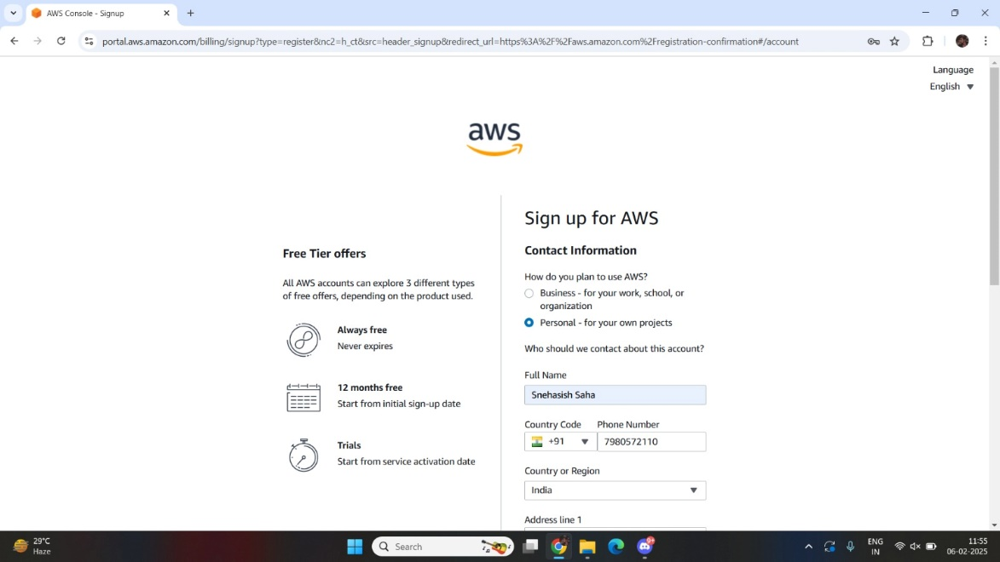 AWS Console - Signup
portal.aws.amazon.com/billing/signup?type=register&nc2=h_ct&src=header_signup&redirect_url=https%3A%2F%2Faws.amazon.com%2Fregistration-confirmation#/account
Language
English
aws
Free Tier offers
All AWS accounts can explore 3 different types
of free offers, depending on the product used.
Always free
Never expires
12 months free
Start from initial sign-up date
Trials
Start from service activation date
Sign up for AWS
Contact Information
How do you plan to use AWS?
Business - for your work, school, or
organization
Personal - for your own projects
Who should we contact about this account?
Full Name
Snehasish Saha
Country Code Phone Number
+91 7980572110
Country or Region
India
Address line 1
29°C
Haze
Search
ENG
IN
11:55
06-02-2025